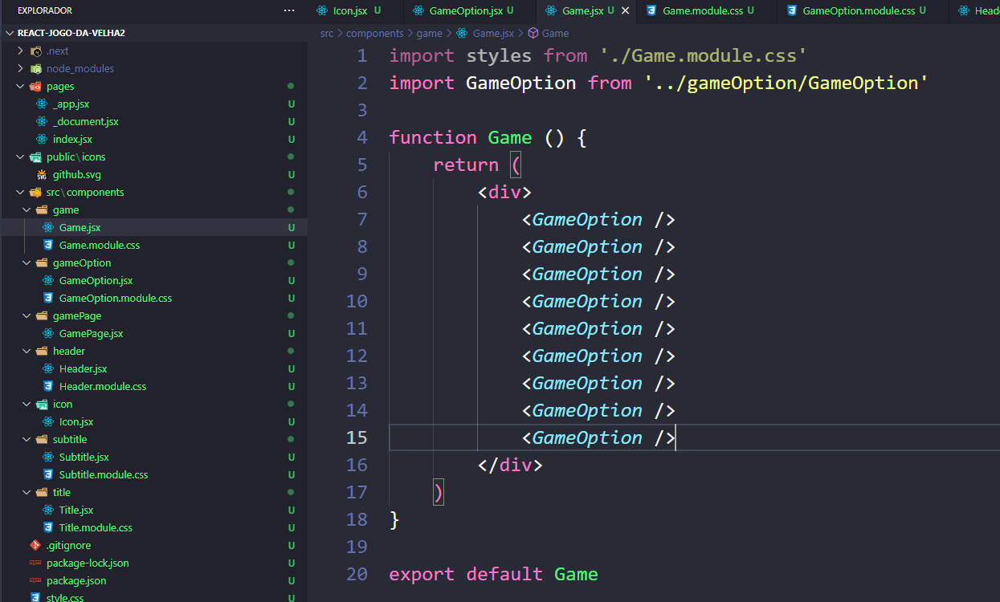 EXPLORADOR ...
Icon.jsx U GameOption.jsx U Game.jsx U Game.module.css U GameOption.module.css U Head
REACT-JOGO-DA-VELHA2
.next
node_modules
pages
_app.jsx U
_document.jsx U
index.jsx U
public\icons
github.svg U
src\components
game
Game.jsx U
Game.module.css U
gameOption
GameOption.jsx U
GameOption.module.css U
gamePage
GamePage.jsx U
header
Header.jsx U
Header.module.css U
icon
Icon.jsx U
subtitle
Subtitle.jsx U
Subtitle.module.css U
title
Title.jsx U
Title.module.css U
.gitignore U
package-lock.json U
package.json U
style.css U
src > components > game > Game.jsx > Game
1 import styles from './Game.module.css'
2 import GameOption from '../gameOption/GameOption'
3
4 function Game () {
5 return (
6 <div>
7 <GameOption />
8 <GameOption />
9 <GameOption />
10 <GameOption />
11 <GameOption />
12 <GameOption />
13 <GameOption />
14 <GameOption />
15 <GameOption />
16 </div>
17 )
18 }
19
20 export default Game